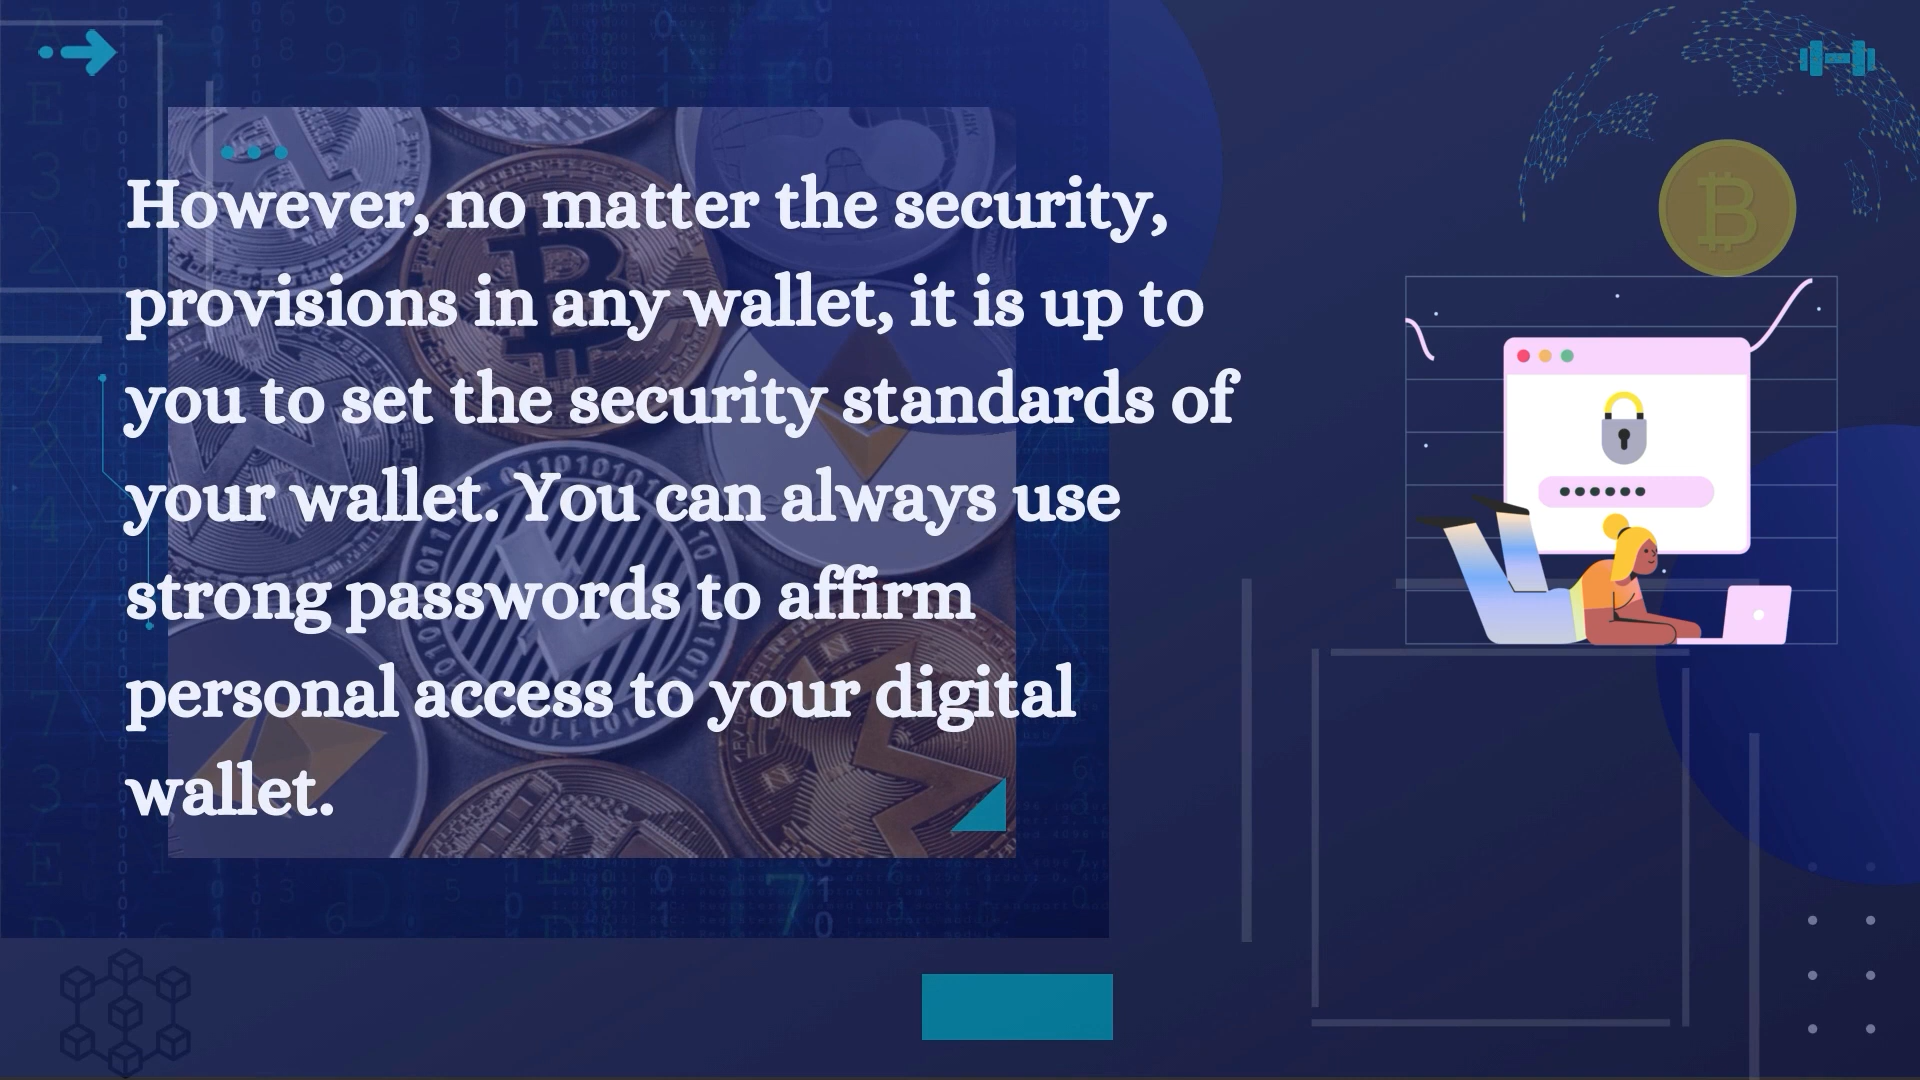 However, no matter the security,
provisions in any wallet, it is up to
you to set the security standards of
your wallet. You can always use
strong passwords to affirm
personal access to your digital
wallet.